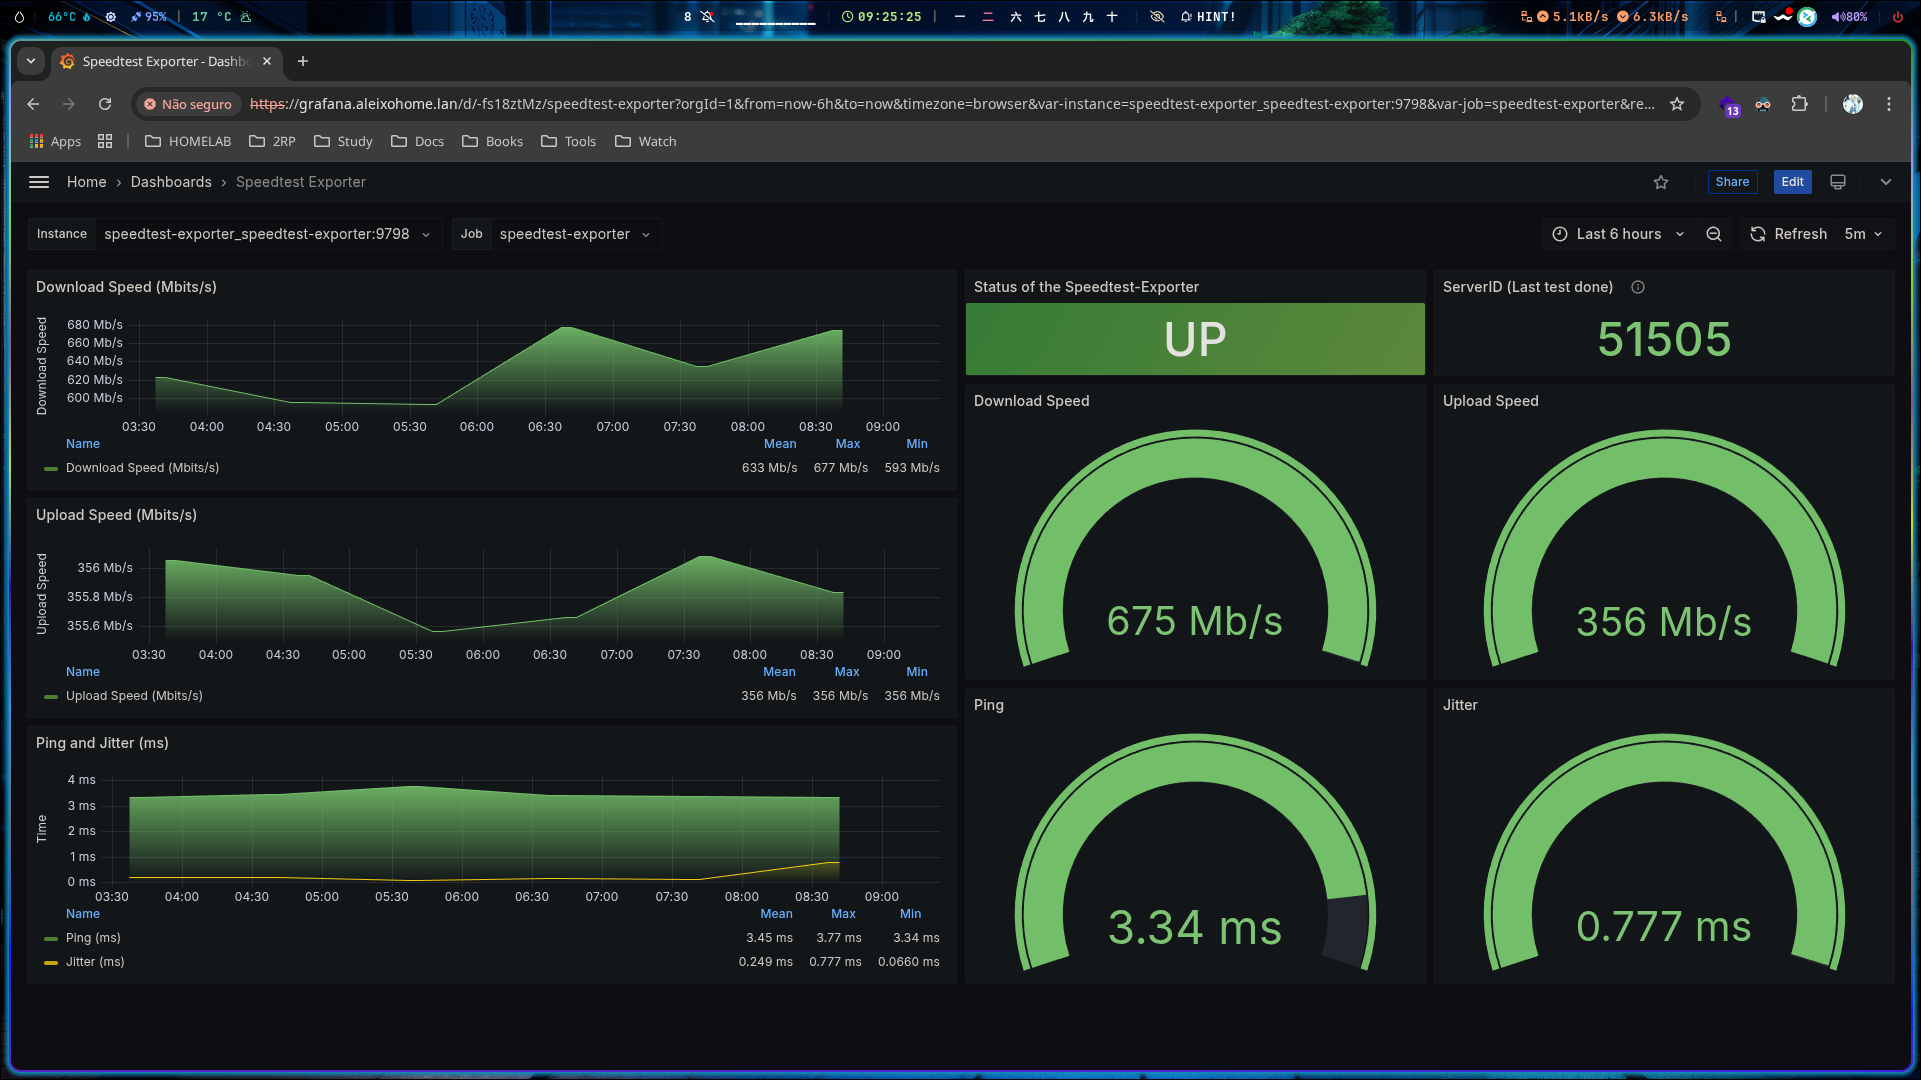 66°C 95% 17 °C 8 09:25:25 一 二 六 七 八 九 十 HINT! 5.1kB/s 6.3kB/s 80%
Speedtest Exporter - Dashb
Não seguro https://grafana.aleixohome.lan/d/-fs18ztMz/speedtest-exporter?orgId=1&from=now-6h&to=now&timezone=browser&var-instance=speedtest-exporter_speedtest-exporter:9798&var-job=speedtest-exporter&re... 13
Apps HOMELAB 2RP Study Docs Books Tools Watch
Home › Dashboards › Speedtest Exporter Share Edit
Instance speedtest-exporter_speedtest-exporter:9798 Job speedtest-exporter Last 6 hours Refresh 5m
Download Speed (Mbits/s)
Download Speed
680 Mb/s
660 Mb/s
640 Mb/s
620 Mb/s
600 Mb/s
03:30 04:00 04:30 05:00 05:30 06:00 06:30 07:00 07:30 08:00 08:30 09:00
Name Mean Max Min
Download Speed (Mbits/s) 633 Mb/s 677 Mb/s 593 Mb/s
Upload Speed (Mbits/s)
Upload Speed
356 Mb/s
355.8 Mb/s
355.6 Mb/s
03:30 04:00 04:30 05:00 05:30 06:00 06:30 07:00 07:30 08:00 08:30 09:00
Name Mean Max Min
Upload Speed (Mbits/s) 356 Mb/s 356 Mb/s 356 Mb/s
Ping and Jitter (ms)
Time
4 ms
3 ms
2 ms
1 ms
0 ms
03:30 04:00 04:30 05:00 05:30 06:00 06:30 07:00 07:30 08:00 08:30 09:00
Name Mean Max Min
Ping (ms) 3.45 ms 3.77 ms 3.34 ms
Jitter (ms) 0.249 ms 0.777 ms 0.0660 ms
Status of the Speedtest-Exporter
UP
ServerID (Last test done)
51505
Download Speed
675 Mb/s
Upload Speed
356 Mb/s
Ping
3.34 ms
Jitter
0.777 ms